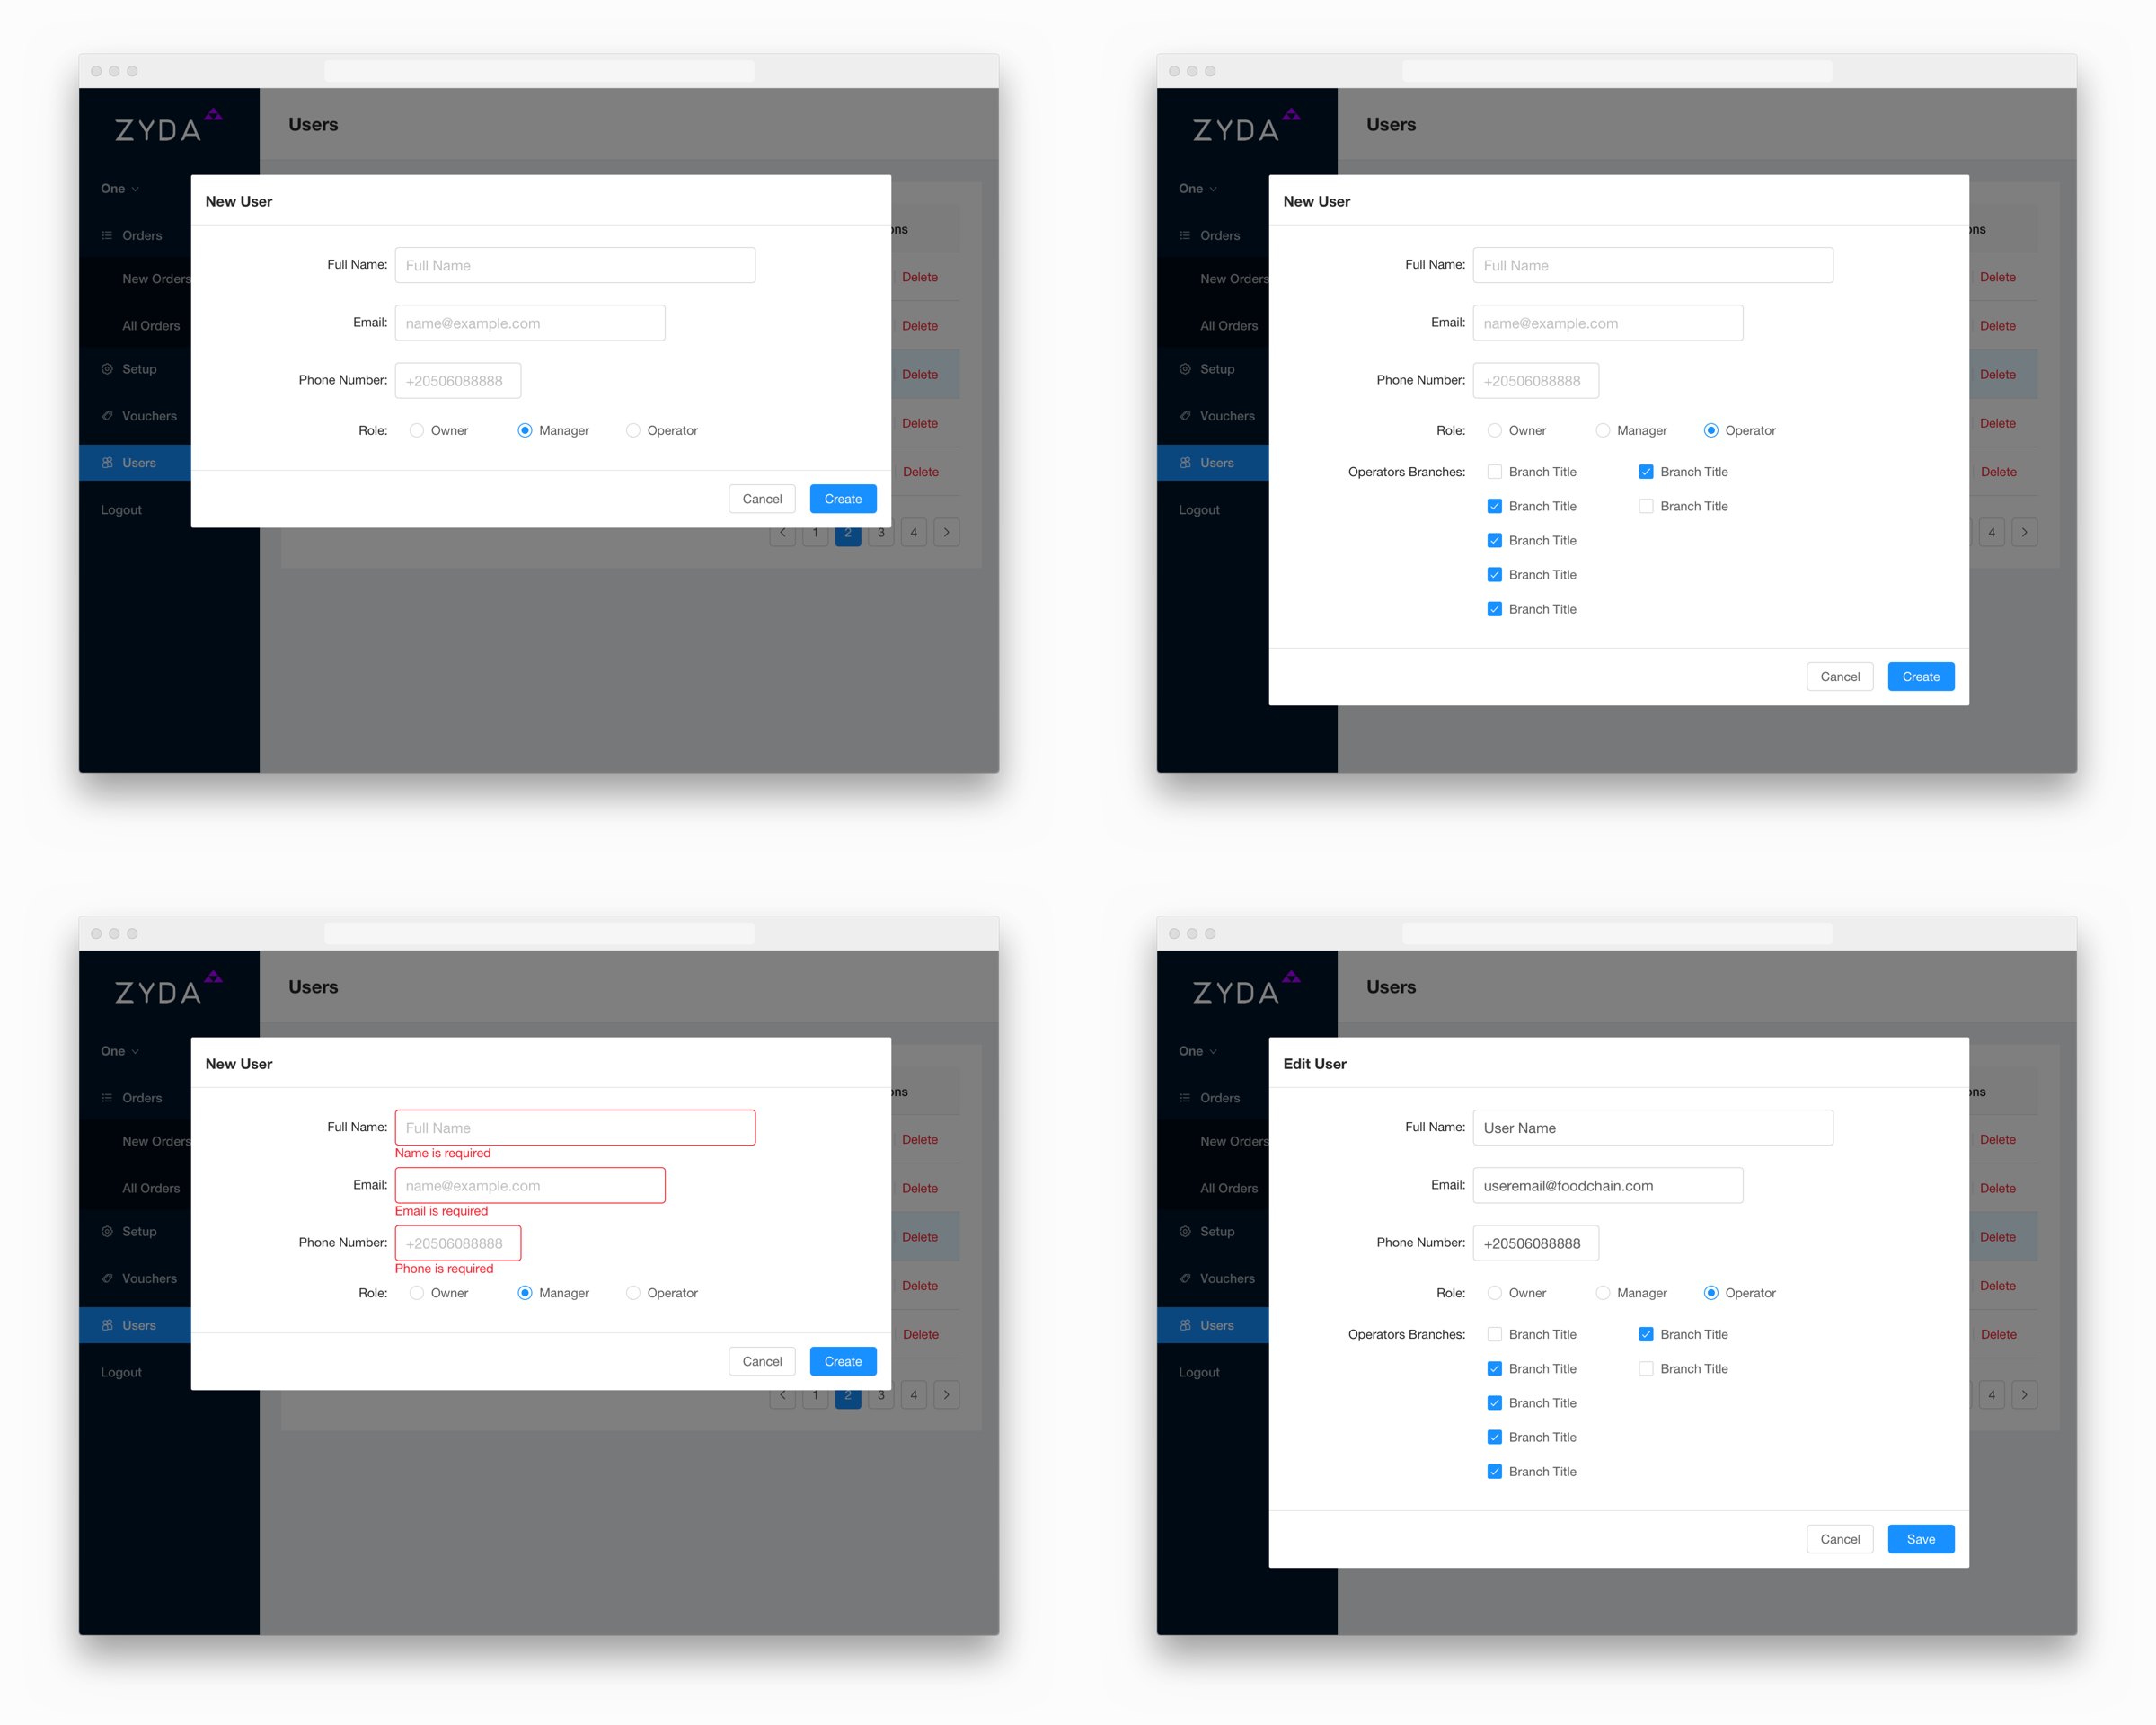 ZYDA
Users
One
New User
Orders
ons
Full Name: Full Name
New Orders
Delete
Email: name@example.com
All Orders
Delete
Setup
Phone Number: +20506088888
Delete
Vouchers
Role: Owner Manager Operator
Delete
Users
Delete
Cancel Create
Logout
1 2 3 4
ZYDA
Users
One
New User
Orders
ons
Full Name: Full Name
New Orders
Delete
Email: name@example.com
All Orders
Delete
Setup
Phone Number: +20506088888
Delete
Vouchers
Role: Owner Manager Operator
Delete
Users
Operators Branches: Branch Title Branch Title
Delete
Logout
Branch Title Branch Title
4
Branch Title
Branch Title
Branch Title
Cancel Create
ZYDA
Users
One
New User
Orders
ons
Full Name: Full Name
New Orders
Name is required
Delete
Email: name@example.com
All Orders
Delete
Email is required
Setup
Phone Number: +20506088888
Delete
Phone is required
Vouchers
Role: Owner Manager Operator
Delete
Users
Delete
Cancel Create
Logout
1 2 3 4
ZYDA
Users
One
Edit User
Orders
ons
Full Name: User Name
New Orders
Delete
Email: useremail@foodchain.com
All Orders
Delete
Setup
Phone Number: +20506088888
Delete
Vouchers
Role: Owner Manager Operator
Delete
Users
Operators Branches: Branch Title Branch Title
Delete
Logout
Branch Title Branch Title
4
Branch Title
Branch Title
Branch Title
Cancel Save